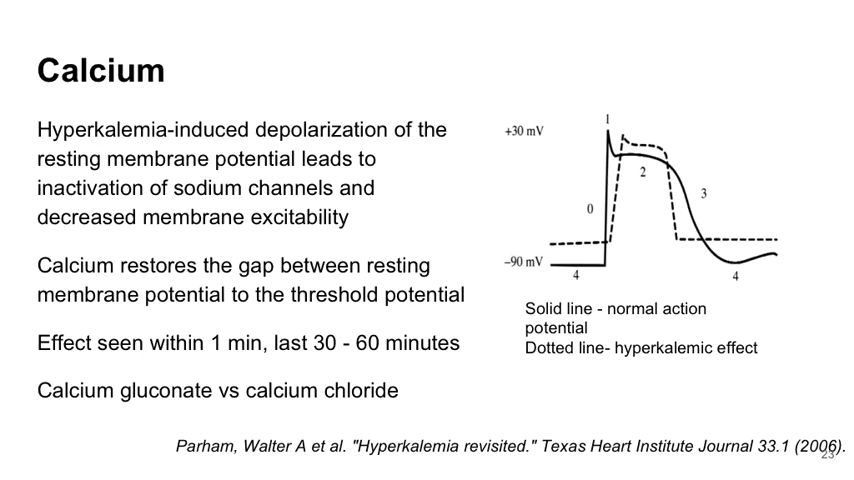 Calcium
Hyperkalemia-induced depolarization of the
resting membrane potential leads to
inactivation of sodium channels and
decreased membrane excitability
Calcium restores the gap between resting
membrane potential to the threshold potential
Effect seen within 1 min, last 30 - 60 minutes
Calcium gluconate vs calcium chloride
1
+30 mV
2
3
0
–90 mV
4
4
Solid line - normal action
potential
Dotted line- hyperkalemic effect
Parham, Walter A et al. "Hyperkalemia revisited." Texas Heart Institute Journal 33.1 (2006).
23